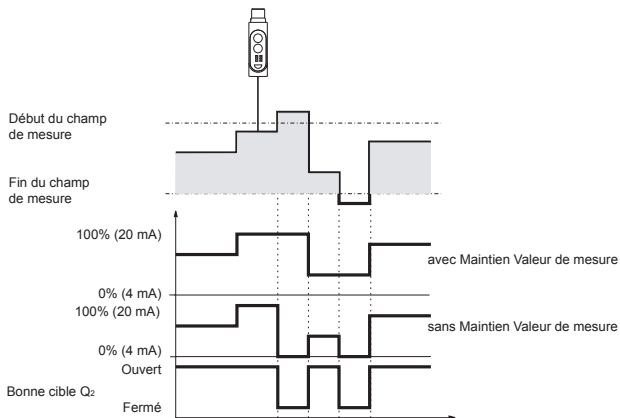 Début du champ
de mesure
Fin du champ
de mesure
100% (20 mA)
avec Maintien Valeur de mesure
0% (4 mA)
100% (20 mA)
sans Maintien Valeur de mesure
0% (4 mA)
Ouvert
Bonne cible Q2
Fermé